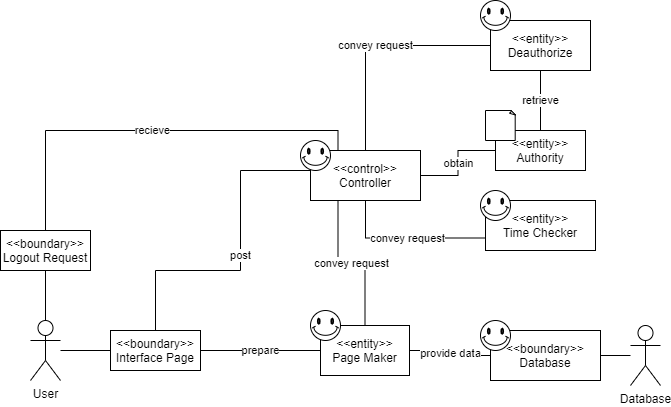 <<entity>>
Deauthorize
convey request
retrieve
recieve
<<entity>>
Authority
obtain
<<control>>
Controller
<<entity>>
Time Checker
convey request
<<boundary>>
Logout Request
post
convey request
<<boundary>>
Interface Page
prepare
<<entity>>
Page Maker
provide data
<<boundary>>
Database
User
Database